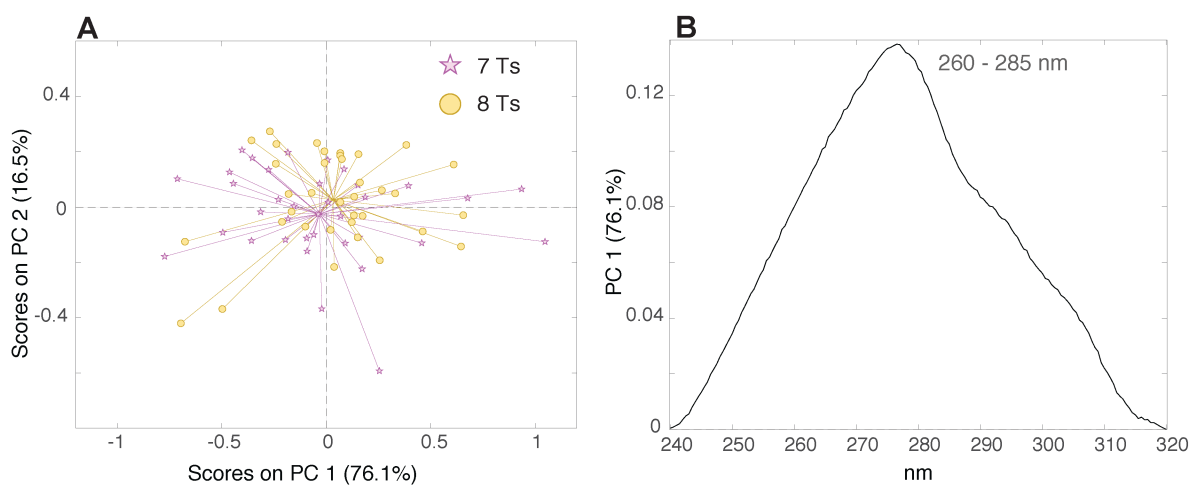 A
7 Ts
8 Ts
0.4
0
-0.4
Scores on PC 2 (16.5%)
-1
-0.5
0
0.5
1
Scores on PC 1 (76.1%)
B
260 - 285 nm
0.12
0.08
0.04
0
PC 1 (76.1%)
240
250
260
270
280
290
300
310
320
nm